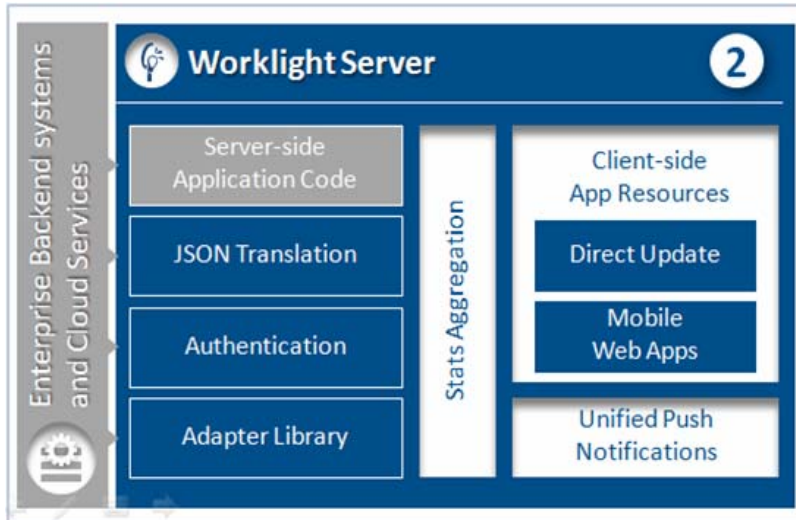 Enterprise Backend systems
and Cloud Services
Worklight Server
2
Server-side
Application Code
JSON Translation
Authentication
Adapter Library
Stats Aggregation
Client-side
App Resources
Direct Update
Mobile
Web Apps
Unified Push
Notifications